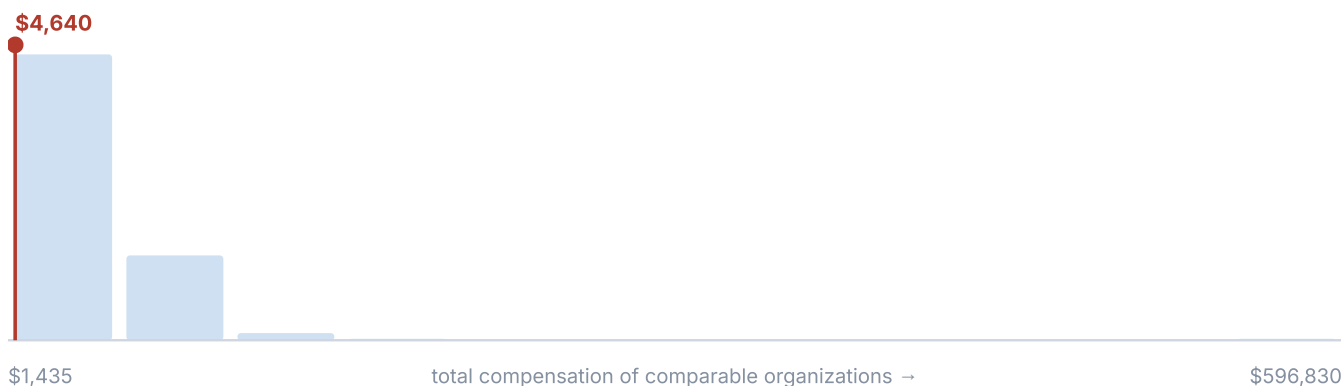 $4,640
$1,435 total compensation of comparable organizations → $596,830